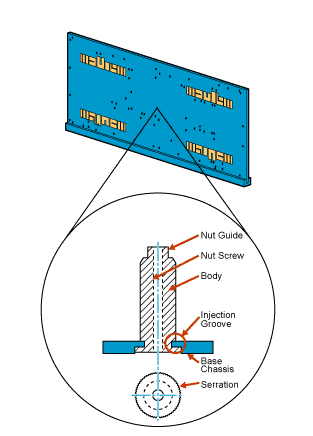 Nut Guide
Nut Screw
Body
Injection
Groove
Base
Chassis
Serration